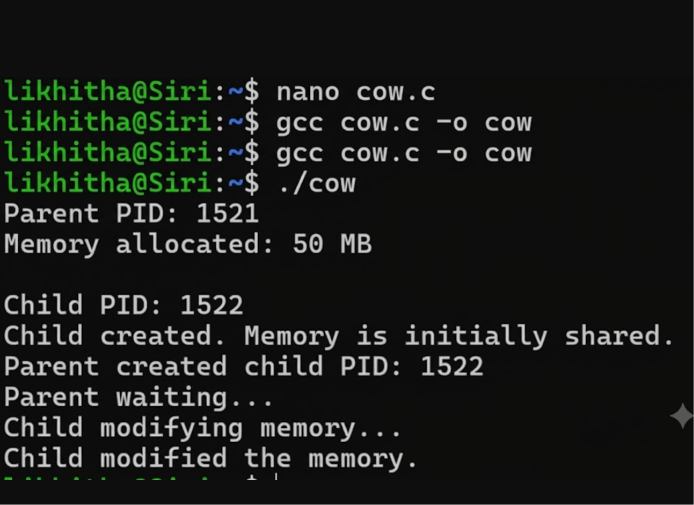 likhitha@Siri:~$ nano cow.c
likhitha@Siri:~$ gcc cow.c -o cow
likhitha@Siri:~$ gcc cow.c -o cow
likhitha@Siri:~$ ./cow
Parent PID: 1521
Memory allocated: 50 MB
Child PID: 1522
Child created. Memory is initially shared.
Parent created child PID: 1522
Parent waiting...
Child modifying memory...
Child modified the memory.